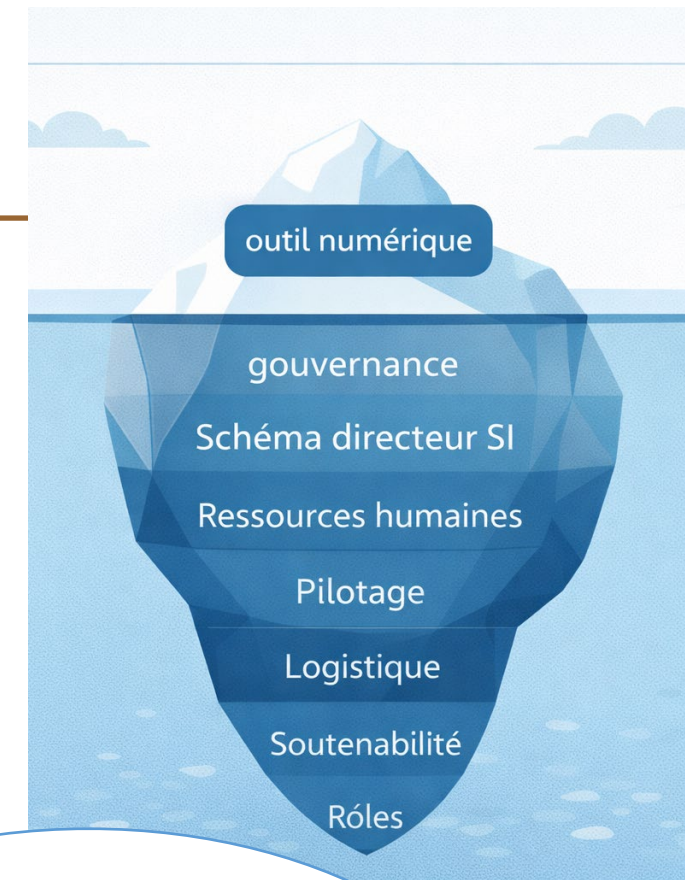 outil numérique
gouvernance
Schéma directeur SI
Ressources humaines
Pilotage
Logistique
Soutenabilité
Róles